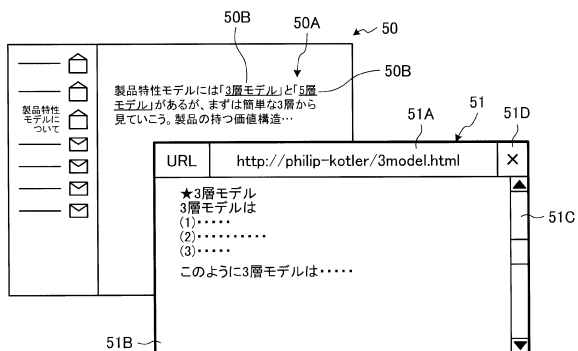 50B
50A
50
50B
製品特性モデルには「3層モデル」と「5層
モデル」があるが、まずは簡単な3層から
見ていこう。製品の持つ価値構造…
製品特性
モデルに
ついて
51A
51
51D
URL
http://philip-kotler/3model.html
×
★3層モデル
3層モデルは
(1)・・・・・
(2)・・・・・・・・・・
(3)・・・・・
このように3層モデルは・・・・・
51C
51B